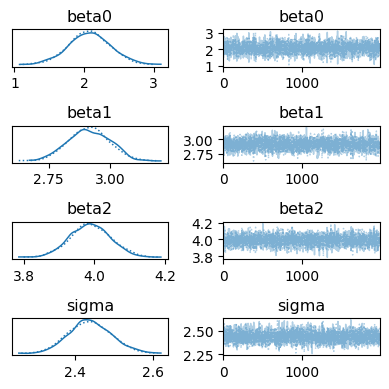 beta0 beta0
3
2
1
1 2 3 0 1000
beta1 beta1
3.00
2.75
2.75 3.00 0 1000
beta2 beta2
4.2
4.0
3.8
3.8 4.0 4.2 0 1000
sigma sigma
2.50
2.25
2.4 2.6 0 1000